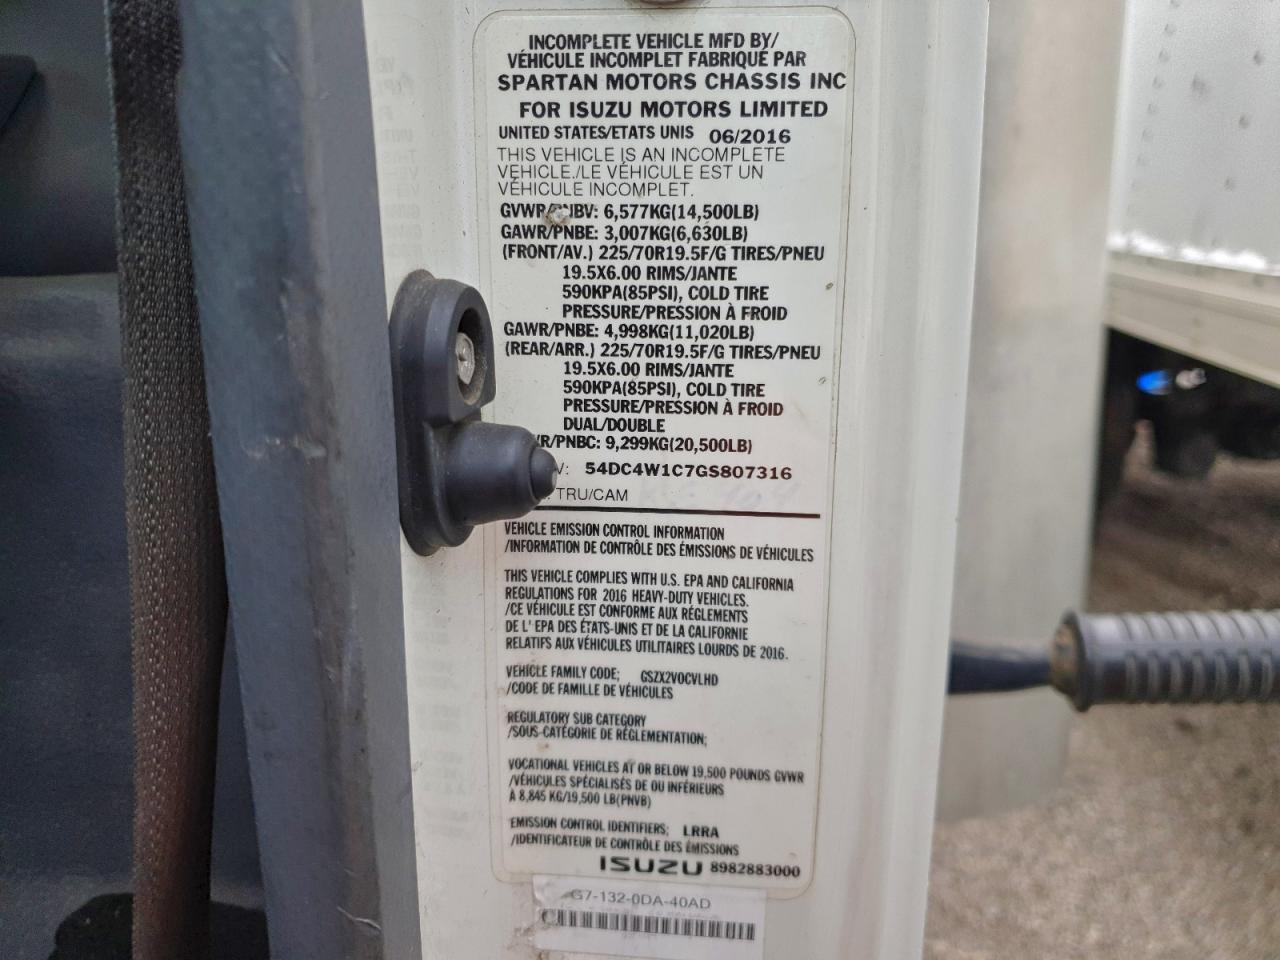 INCOMPLETE VEHICLE MFD BY/
VÉHICULE INCOMPLET FABRIQUÉ PAR
SPARTAN MOTORS CHASSIS INC
FOR ISUZU MOTORS LIMITED
UNITED STATES/ETATS UNIS 06/2016
THIS VEHICLE IS AN INCOMPLETE
VEHICLE./LE VÉHICULE EST UN
VÉHICULE INCOMPLET.
GVWR/PNBV: 6,577KG(14,500LB)
GAWR/PNBE: 3,007KG(6,630LB)
(FRONT/AV.) 225/70R19.5F/G TIRES/PNEU
19.5X6.00 RIMS/JANTE
590KPA(85PSI), COLD TIRE
PRESSURE/PRESSION À FROID
GAWR/PNBE: 4,998KG(11,020LB)
(REAR/ARR.) 225/70R19.5F/G TIRES/PNEU
19.5X6.00 RIMS/JANTE
590KPA(85PSI), COLD TIRE
PRESSURE/PRESSION À FROID
DUAL/DOUBLE
R/PNBC: 9,299KG(20,500LB)
V: 54DC4W1C7GS807316
: TRU/CAM
VEHICLE EMISSION CONTROL INFORMATION
/INFORMATION DE CONTRÔLE DES ÉMISSIONS DE VÉHICULES
THIS VEHICLE COMPLIES WITH U.S. EPA AND CALIFORNIA
REGULATIONS FOR 2016 HEAVY-DUTY VEHICLES.
/CE VÉHICULE EST CONFORME AUX RÉGLEMENTS
DE L' EPA DES ÉTATS-UNIS ET DE LA CALIFORNIE
RELATIFS AUX VÉHICULES UTILITAIRES LOURDS DE 2016.
VEHICLE FAMILY CODE; GSZX2VOCVLHD
/CODE DE FAMILLE DE VÉHICULES
REGULATORY SUB CATEGORY
/SOUS-CATÉGORIE DE RÉGLEMENTATION;
VOCATIONAL VEHICLES AT OR BELOW 19,500 POUNDS GVWR
/VÉHICULES SPÉCIALISÉS DE OU INFÉRIEURS
À 8,845 KG/19,500 LB(PNVB)
EMISSION CONTROL IDENTIFIERS; LRRA
/IDENTIFICATEUR DE CONTRÔLE DES ÉMISSIONS
ISUZU 8982883000
G7-132-0DA-40AD